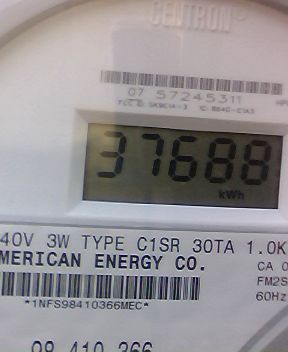 CENTRON®
07 57245311
37688
kWh
40V 3W TYPE C1SR 30TA 1.0K
MERICAN ENERGY CO.
CA 0
FM2S
60Hz
*1NFS98410366MEC*
98 410 366